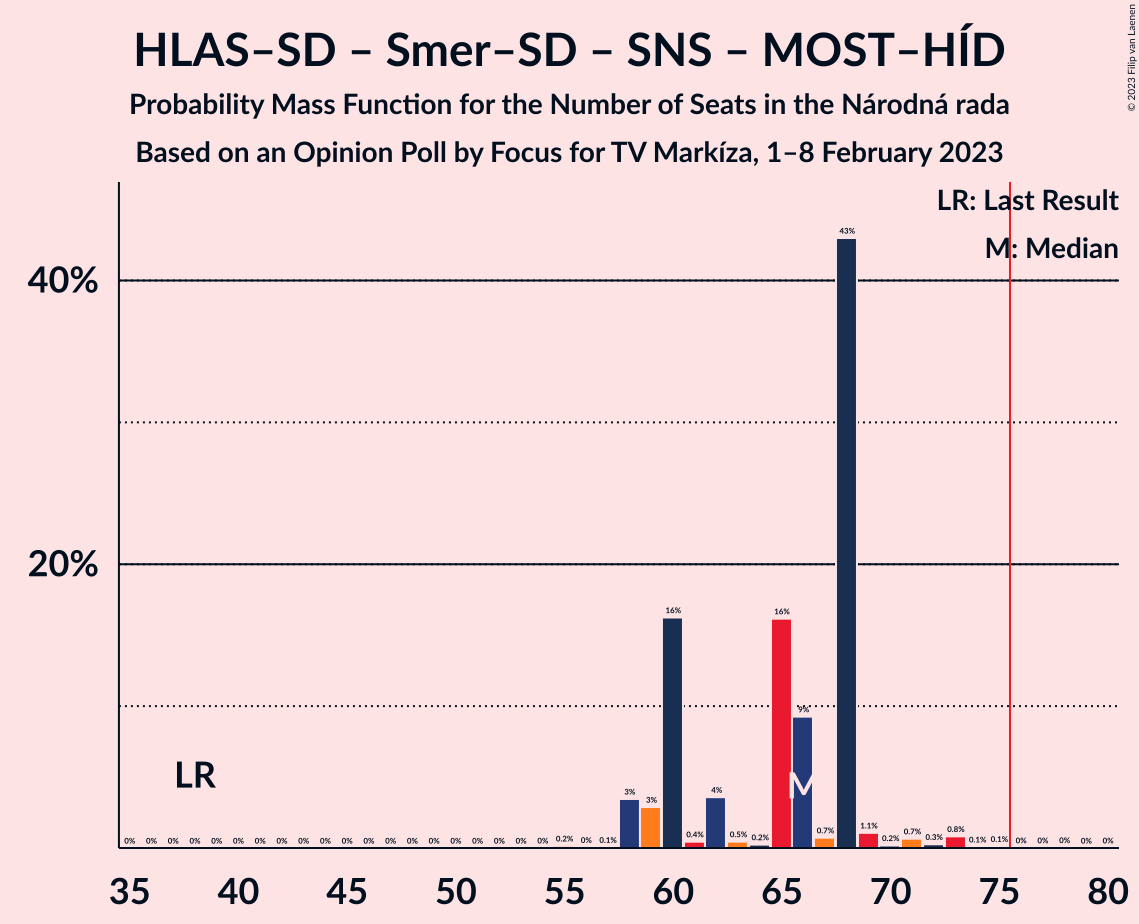 © 2023 Filip van Laenen
HLAS–SD – Smer–SD – SNS – MOST–HÍD
Probability Mass Function for the Number of Seats in the Národná rada
Based on an Opinion Poll by Focus for TV Markíza, 1–8 February 2023
LR: Last Result
M: Median
40%
20%
LR
M
0% 0% 0% 0% 0% 0% 0% 0% 0% 0% 0% 0% 0% 0% 0% 0% 0% 0% 0% 0% 0.2% 0% 0.1% 3% 3% 16% 0.4% 4% 0.5% 0.2% 16% 9% 0.7% 43% 1.1% 0.2% 0.7% 0.3% 0.8% 0.1% 0.1% 0% 0% 0% 0% 0%
35 40 45 50 55 60 65 70 75 80